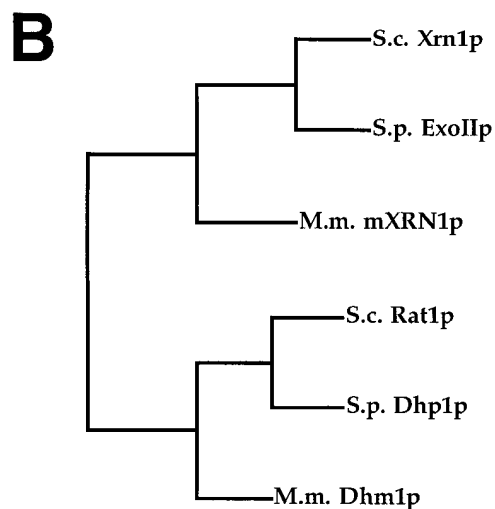 B
S.c. Xrn1p
S.p. ExoIIp
M.m. mXRN1p
S.c. Rat1p
S.p. Dhp1p
M.m. Dhm1p